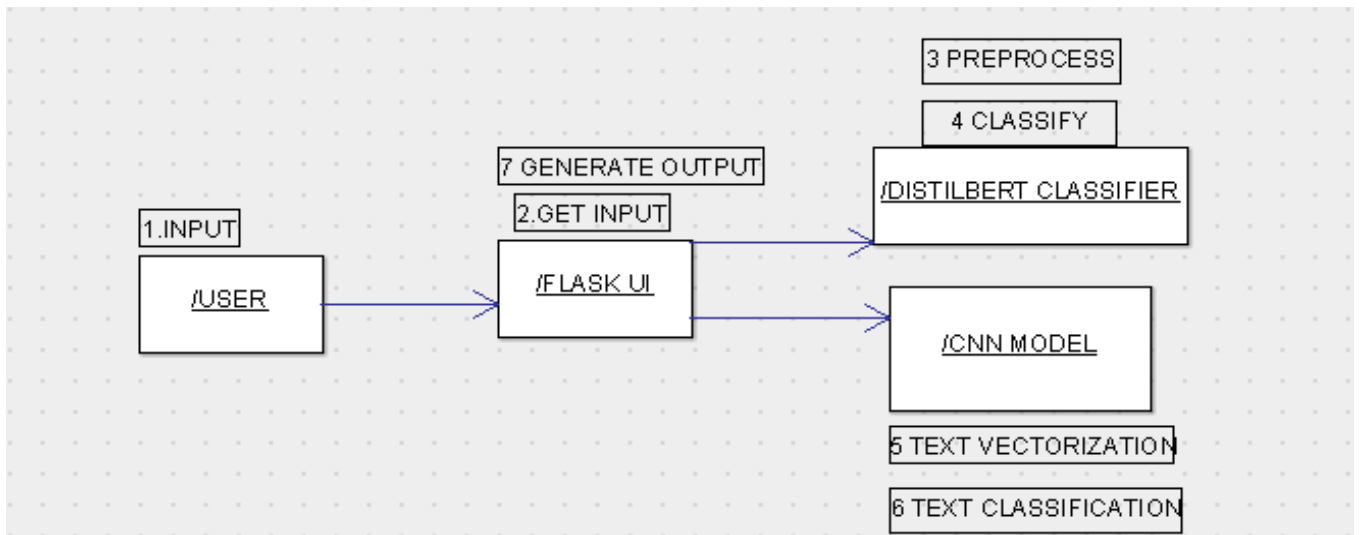 3 PREPROCESS
4 CLASSIFY
7 GENERATE OUTPUT
/DISTILBERT CLASSIFIER
2.GET INPUT
1.INPUT
/FLASK UI
/USER
/CNN MODEL
5 TEXT VECTORIZATION
6 TEXT CLASSIFICATION